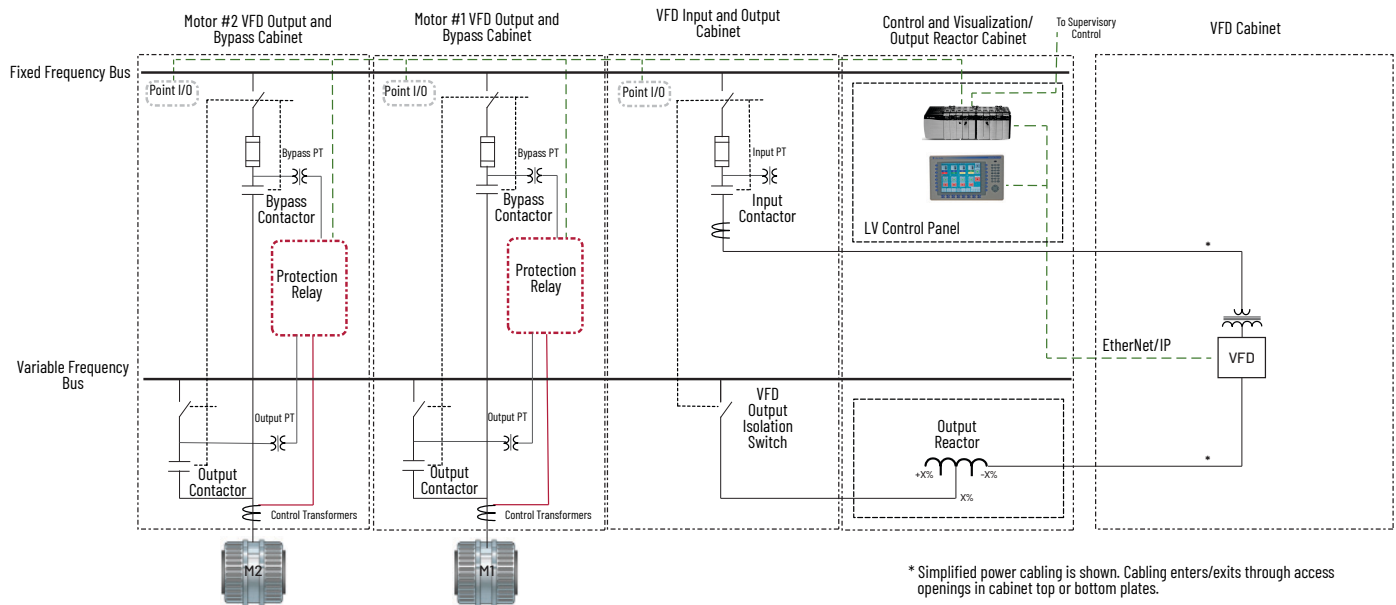 Motor #2 VFD Output and
Bypass Cabinet
Motor #1 VFD Output and
Bypass Cabinet
VFD Input and Output
Cabinet
Control and Visualization/
Output Reactor Cabinet
To Supervisory
Control
VFD Cabinet
Fixed Frequency Bus
Point I/O
Point I/O
Point I/O
Bypass PT
Bypass PT
Input PT
Bypass
Contactor
Bypass
Contactor
Input
Contactor
LV Control Panel
*
Protection
Relay
Protection
Relay
EtherNet/IP
VFD
Variable Frequency
Bus
Output PT
Output PT
VFD
Output
Isolation
Switch
Output
Reactor
+X%
-X%
X%
*
Output
Contactor
Output
Contactor
Control Transformers
Control Transformers
M2
M1
* Simplified power cabling is shown. Cabling enters/exits through access
openings in cabinet top or bottom plates.